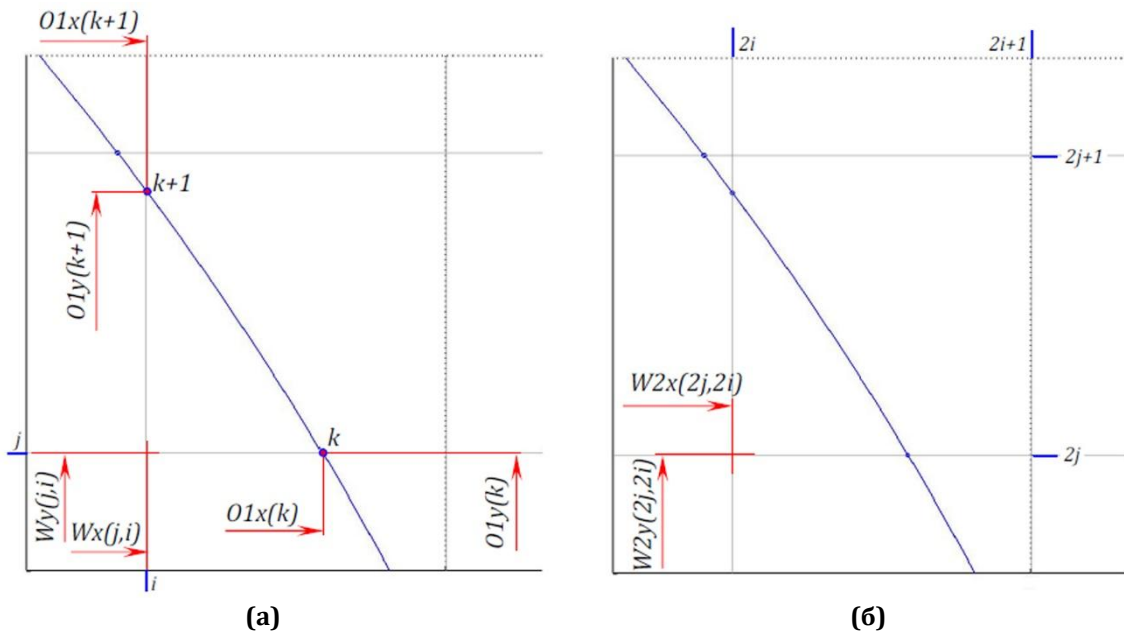 O1x(k+1)
k+1
O1y(k+1)
j
k
Wy(j,i)
Wx(j,i)
O1x(k)
O1y(k)
i
(а)
2i
2i+1
2j+1
W2x(2j,2i)
2j
W2y(2j,2i)
(б)